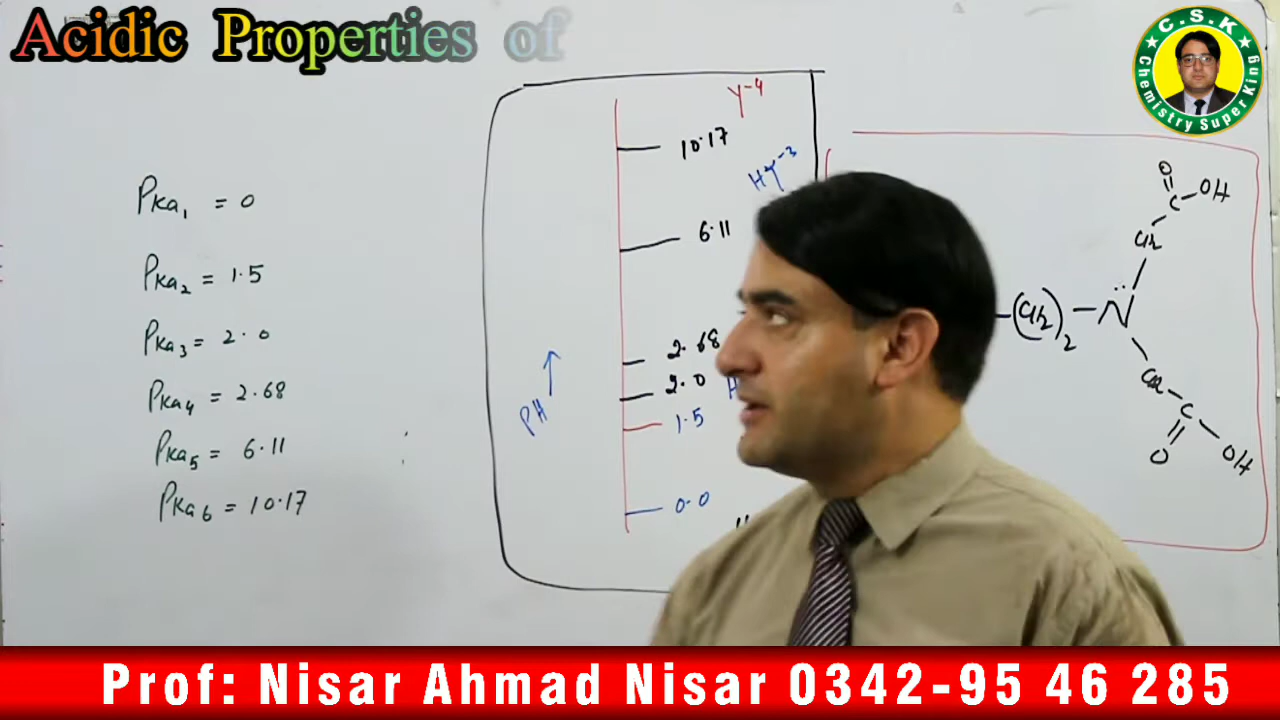 Acidic Properties of
C.S.K
Chemistry Super King
Pka1 = 0
Pka2 = 1.5
Pka3 = 2.0
Pka4 = 2.68
Pka5 = 6.11
Pka6 = 10.17
PH
Y-4
10.17
HY-3
6.11
2.68
2.0 H
1.5
0.0
O
C OH
CH2
(CH2)2 N
CH2 C
O OH
Prof: Nisar Ahmad Nisar 0342-95 46 285